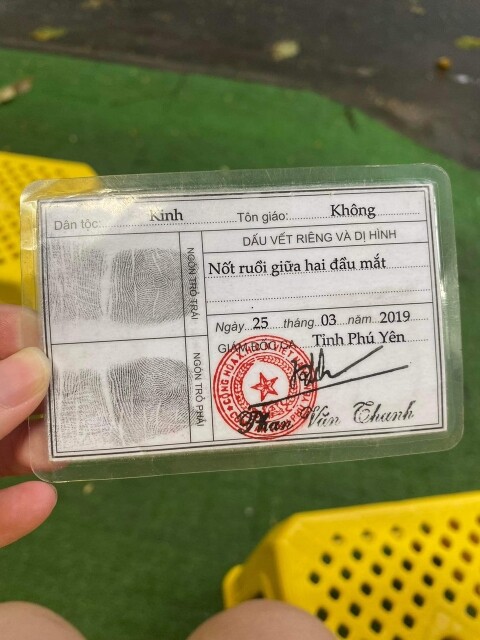 Dân tộc: Kinh Tôn giáo: Không
DẤU VẾT RIÊNG VÀ DỊ HÌNH
Nốt ruồi giữa hai đầu mắt
NGÓN TRỎ TRÁI
Ngày 25 tháng 03 năm 2019
GIÁM ĐỐC CA Tỉnh Phú Yên
NGÓN TRỎ PHẢI
Phan Văn Thanh